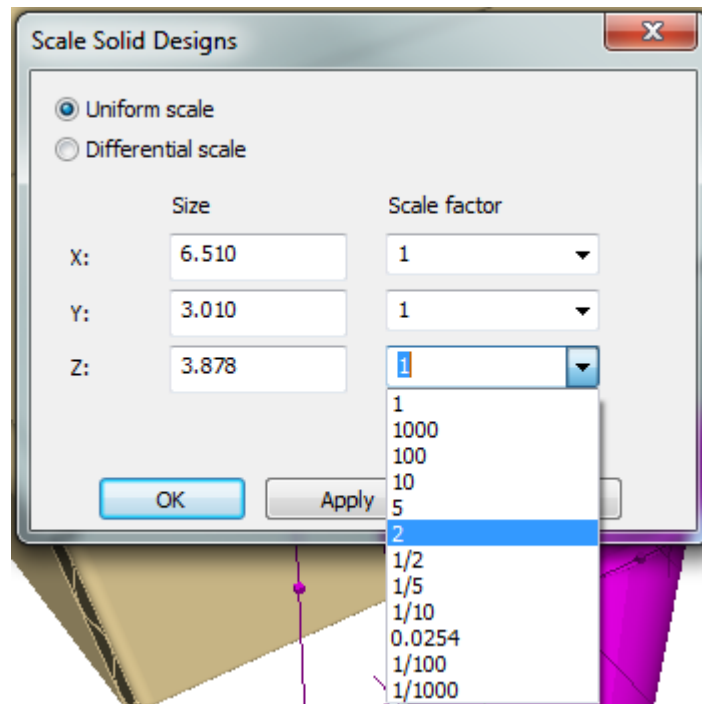 Scale Solid Designs
Uniform scale
Differential scale
Size Scale factor
X: 6.510 1
Y: 3.010 1
Z: 3.878 1
1
1000
100
10
OK Apply 5
2
1/2
1/5
1/10
0.0254
1/100
1/1000